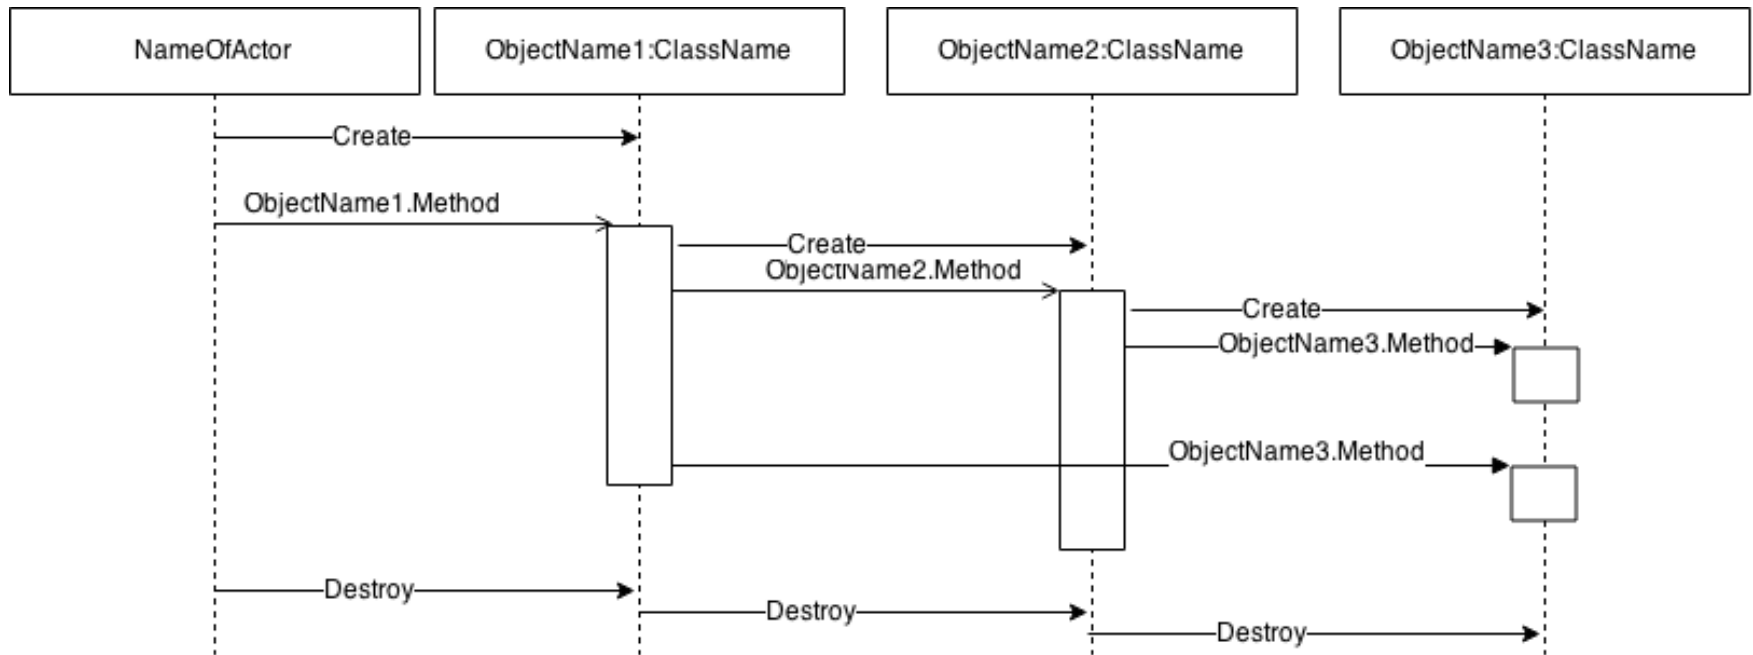 NameOfActor
ObjectName1:ClassName
ObjectName2:ClassName
ObjectName3:ClassName
Create
ObjectName1.Method
Create
ObjectName2.Method
Create
ObjectName3.Method
ObjectName3.Method
Destroy
Destroy
Destroy